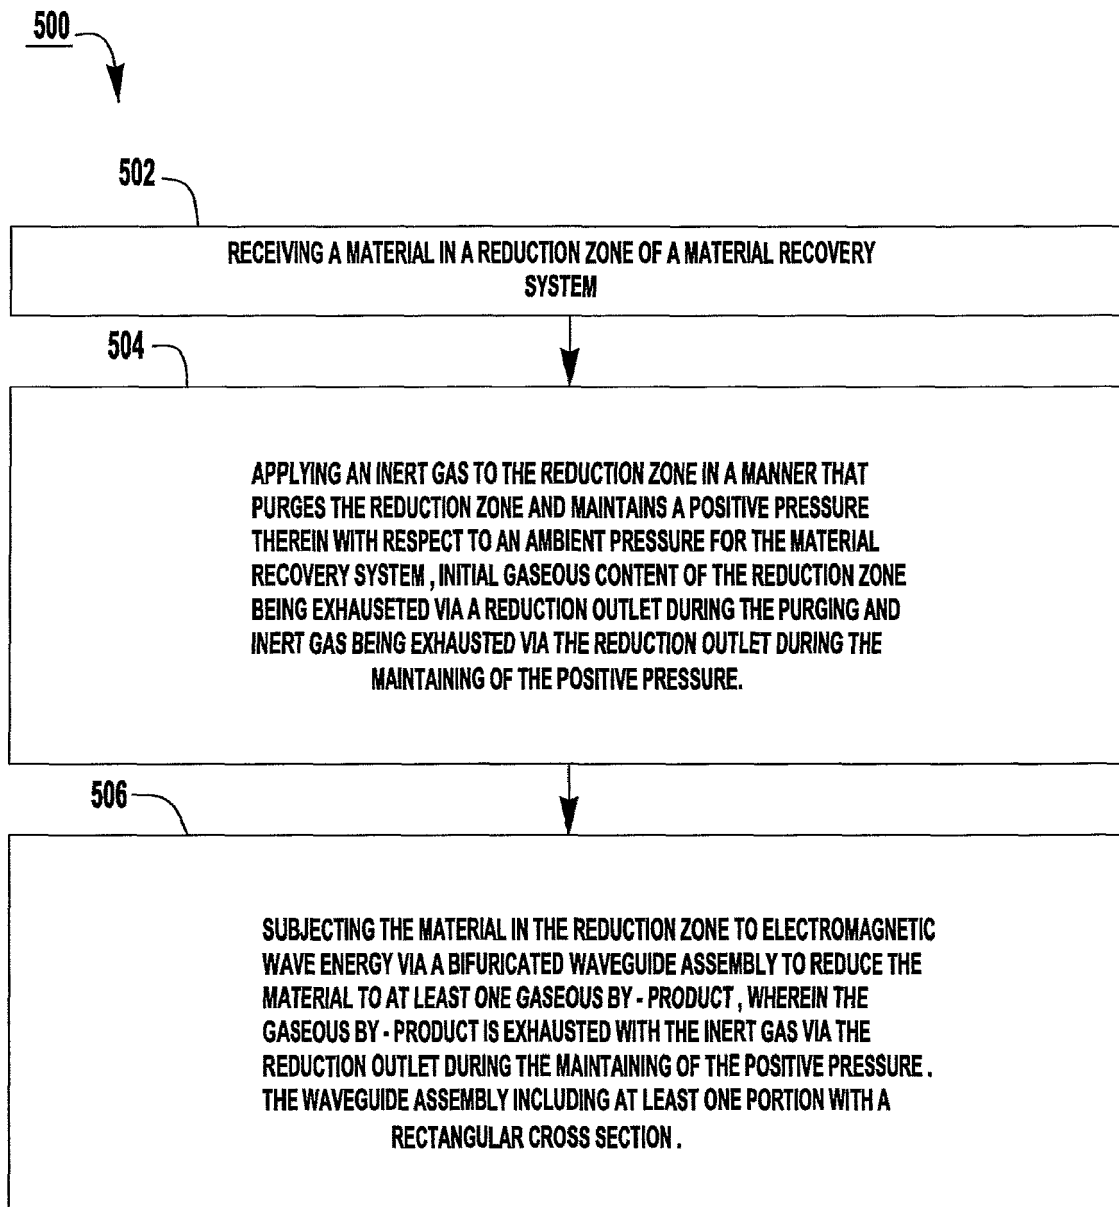 500
502
RECEIVING A MATERIAL IN A REDUCTION ZONE OF A MATERIAL RECOVERY
SYSTEM
504
APPLYING AN INERT GAS TO THE REDUCTION ZONE IN A MANNER THAT
PURGES THE REDUCTION ZONE AND MAINTAINS A POSITIVE PRESSURE
THEREIN WITH RESPECT TO AN AMBIENT PRESSURE FOR THE MATERIAL
RECOVERY SYSTEM , INITIAL GASEOUS CONTENT OF THE REDUCTION ZONE
BEING EXHAUSETED VIA A REDUCTION OUTLET DURING THE PURGING AND
INERT GAS BEING EXHAUSTED VIA THE REDUCTION OUTLET DURING THE
MAINTAINING OF THE POSITIVE PRESSURE.
506
SUBJECTING THE MATERIAL IN THE REDUCTION ZONE TO ELECTROMAGNETIC
WAVE ENERGY VIA A BIFURICATED WAVEGUIDE ASSEMBLY TO REDUCE THE
MATERIAL TO AT LEAST ONE GASEOUS BY - PRODUCT , WHEREIN THE
GASEOUS BY - PRODUCT IS EXHAUSTED WITH THE INERT GAS VIA THE
REDUCTION OUTLET DURING THE MAINTAINING OF THE POSITIVE PRESSURE .
THE WAVEGUIDE ASSEMBLY INCLUDING AT LEAST ONE PORTION WITH A
RECTANGULAR CROSS SECTION .